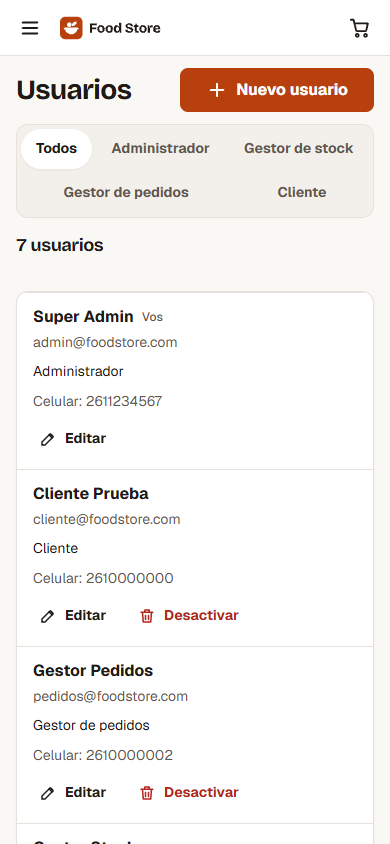 Food Store
Usuarios
Nuevo usuario
Todos
Administrador
Gestor de stock
Gestor de pedidos
Cliente
7 usuarios
Super Admin Vos
admin@foodstore.com
Administrador
Celular: 2611234567
Editar
Cliente Prueba
cliente@foodstore.com
Cliente
Celular: 2610000000
Editar
Desactivar
Gestor Pedidos
pedidos@foodstore.com
Gestor de pedidos
Celular: 2610000002
Editar
Desactivar